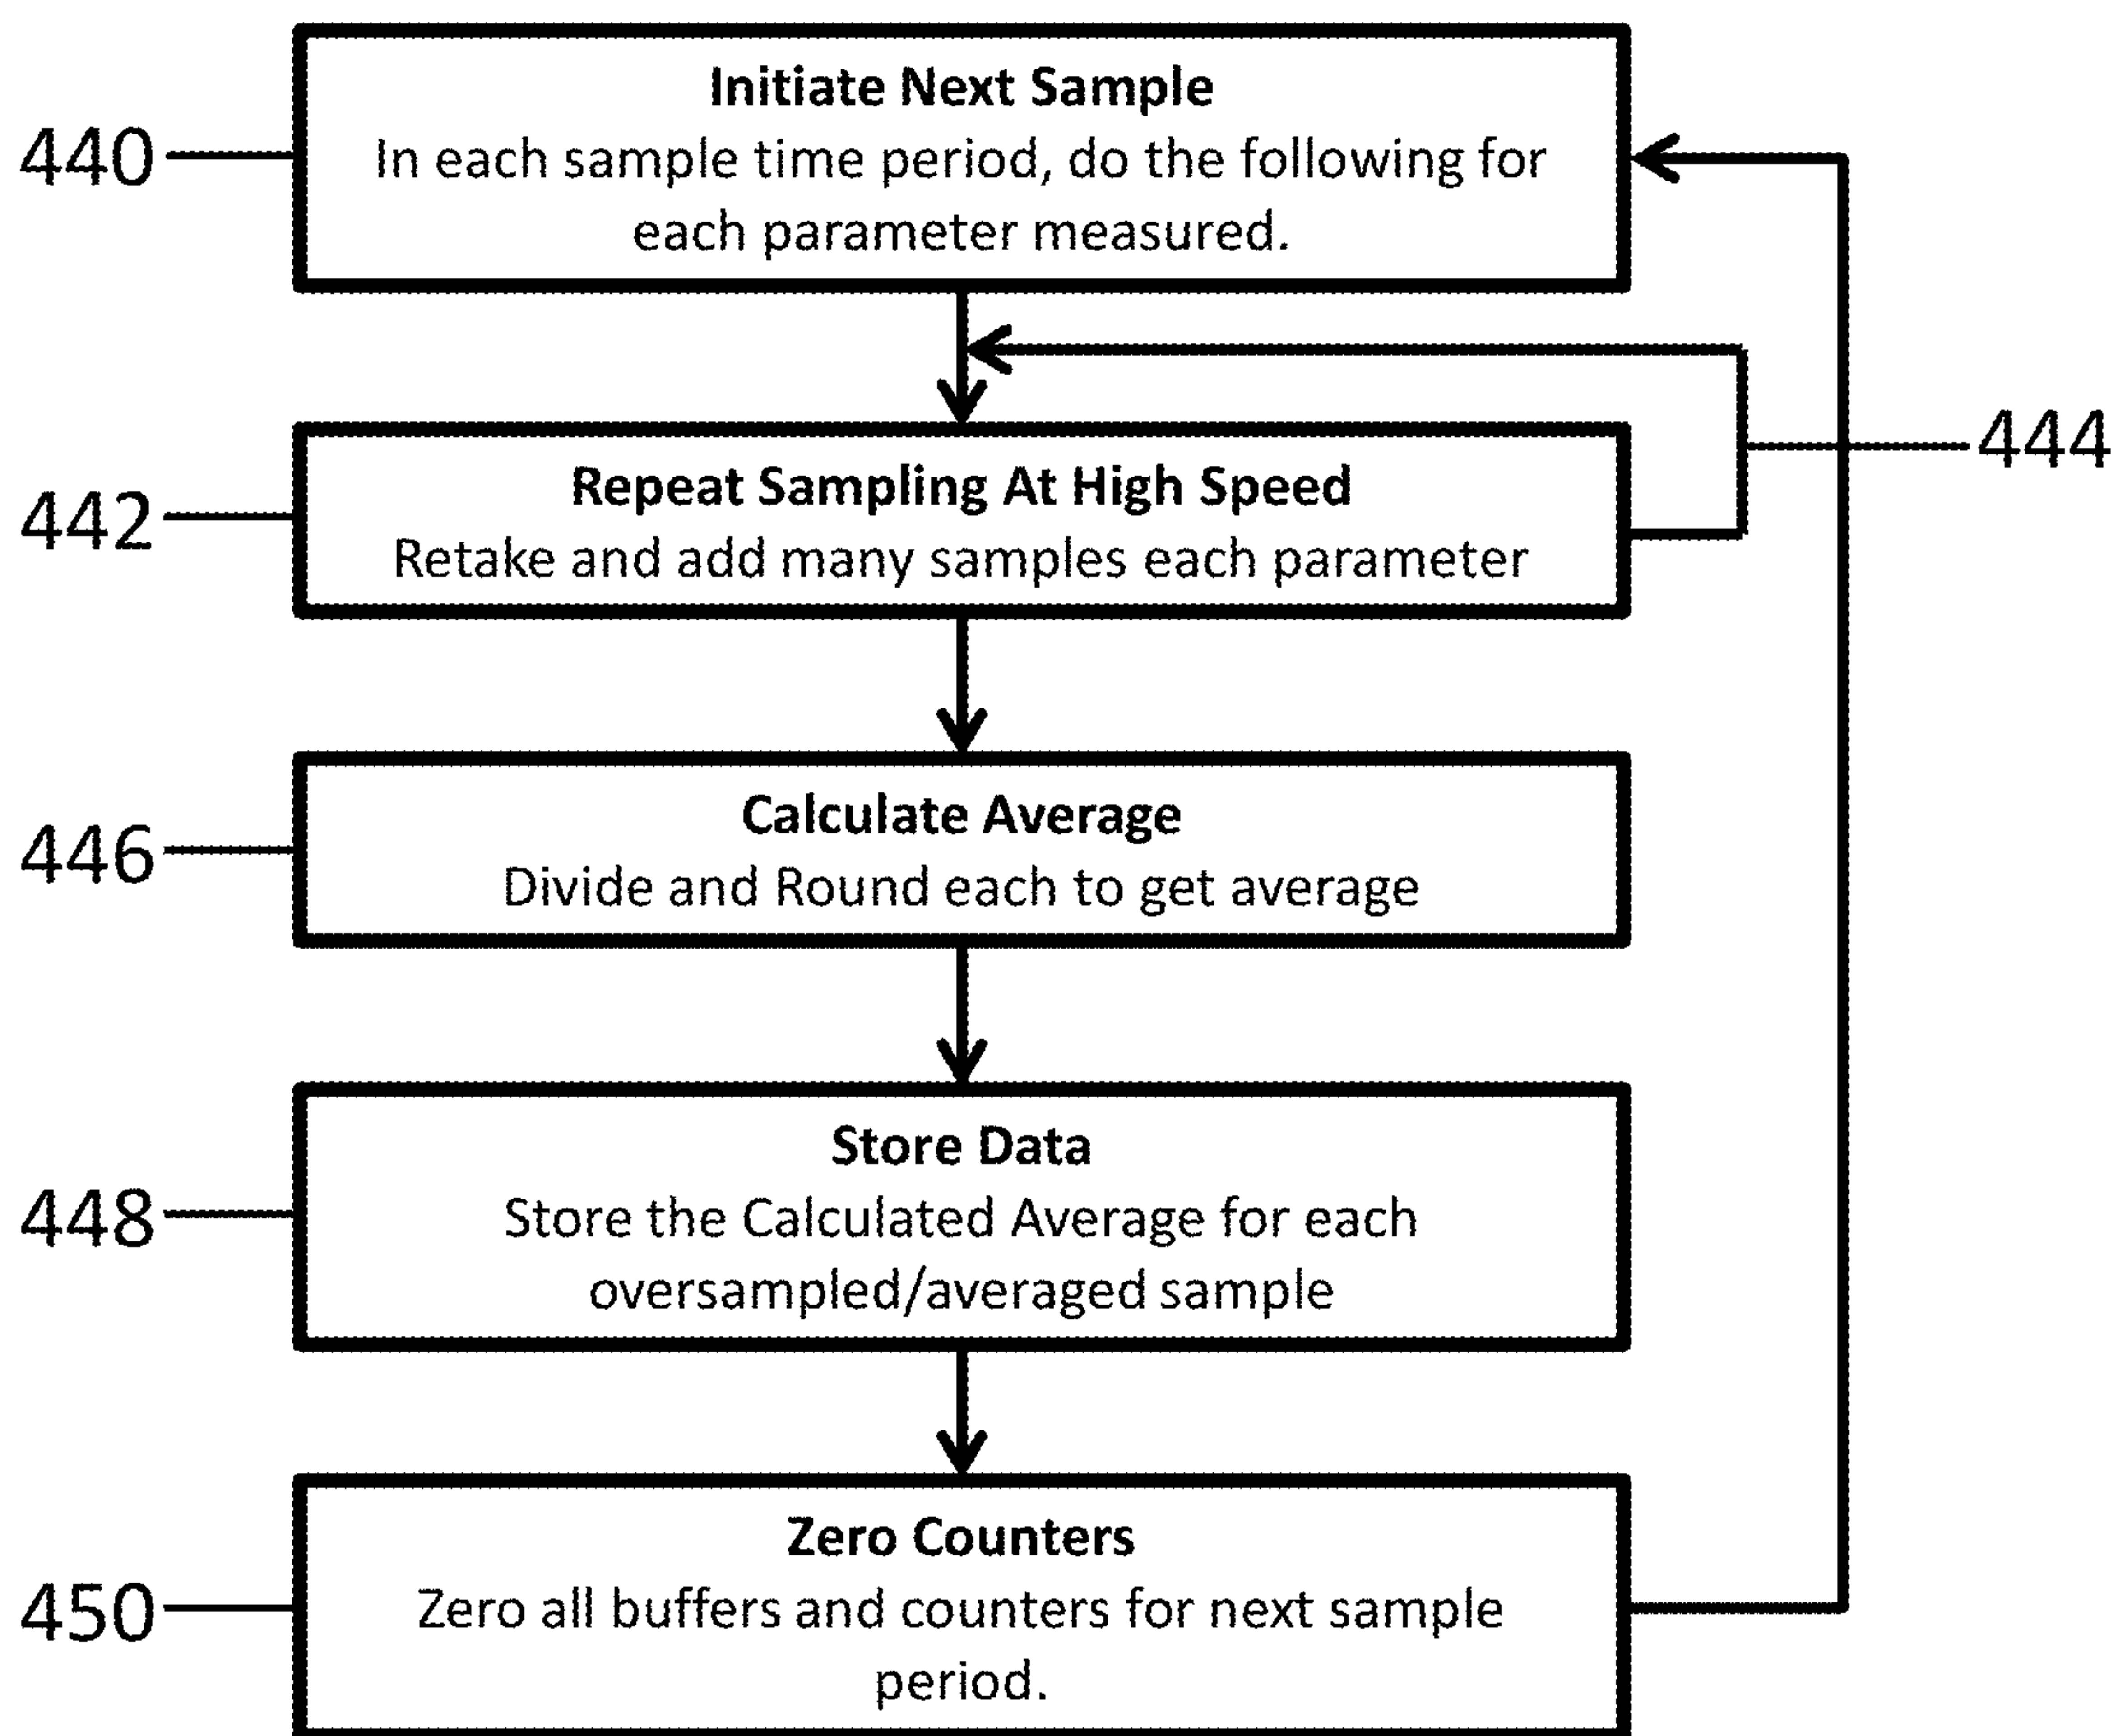 Initiate Next Sample
440
In each sample time period, do the following for
each parameter measured.
444
Repeat Sampling At High Speed
442
Retake and add many samples each parameter
Calculate Average
446
Divide and Round each to get average
Store Data
448
Store the Calculated Average for each
oversampled/averaged sample
Zero Counters
450
Zero all buffers and counters for next sample
period.